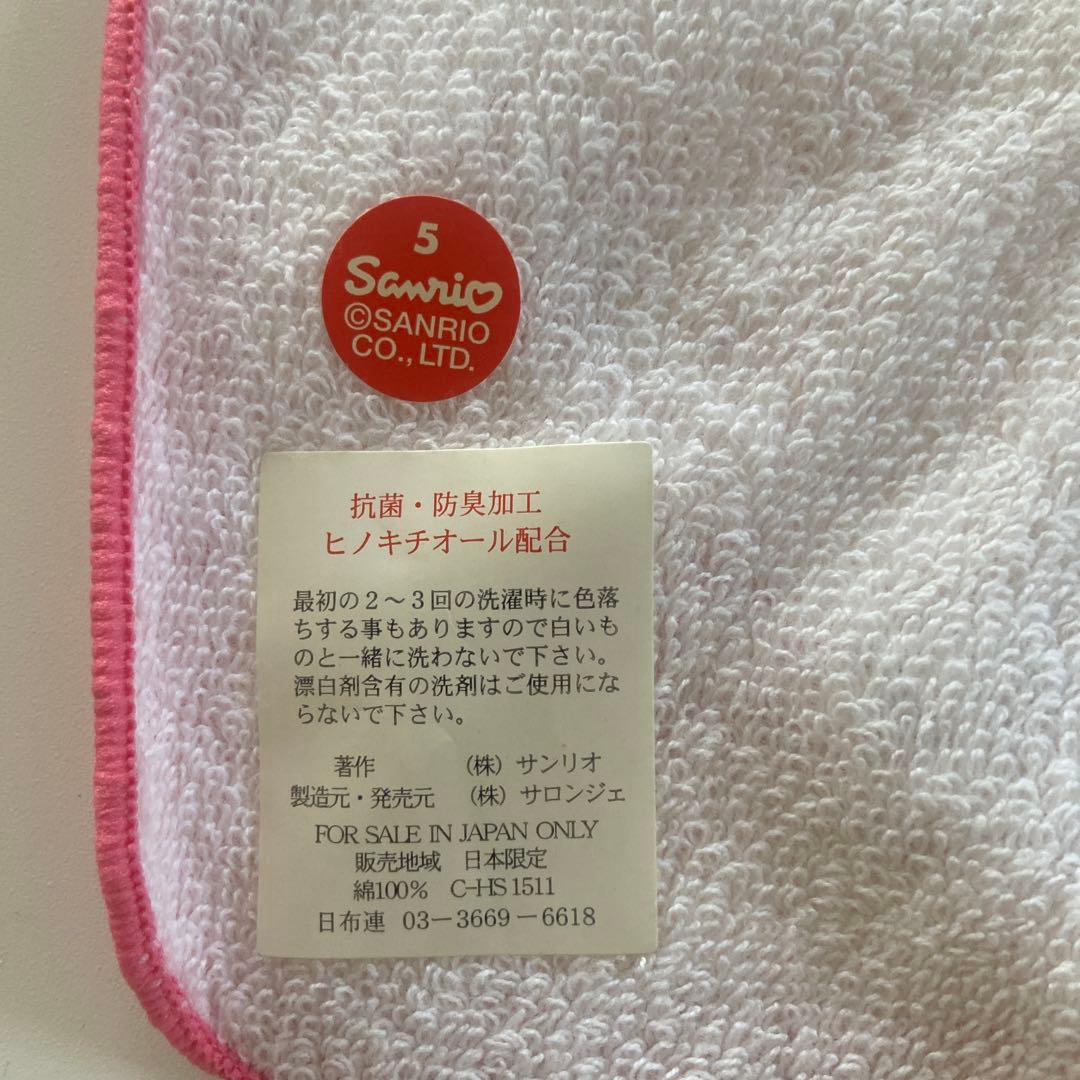 5
Sanrio
©SANRIO
CO., LTD.
抗菌・防臭加工
ヒノキチオール配合
最初の2～3回の洗濯時に色落
ちする事もありますので白いも
のと一緒に洗わないで下さい。
漂白剤含有の洗剤はご使用にな
らないで下さい。
著作 (株) サンリオ
製造元・発売元 (株) サロンジェ
FOR SALE IN JAPAN ONLY
販売地域 日本限定
綿100% C-HS1511
日布連 03-3669-6618